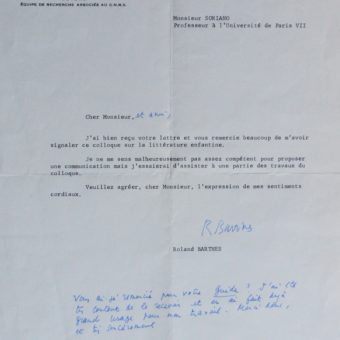 ÉQUIPE DE RECHERCHE ASSOCIÉE AU C.N.R.S.
Monsieur SORIANO
Professeur à l'Université de Paris VII
Cher Monsieur, et ami,
J'ai bien reçu votre lettre et vous remercie beaucoup de m'avoir
signaler ce colloque sur la littérature enfantine.
Je ne me sens malheureusement pas assez compétent pour proposer
une communication mais j'essaierai d'assister à une partie des travaux du
colloque.
Veuillez agréer, cher Monsieur, l'expression de mes sentiments
cordiaux.
R Barthes
Roland BARTHES
Vous ai-je remercié pour votre Guide ? J'ai été
très content de le recevoir et en ai fait déjà
grand usage pour mon travail. Merci donc,
et très sincèrement